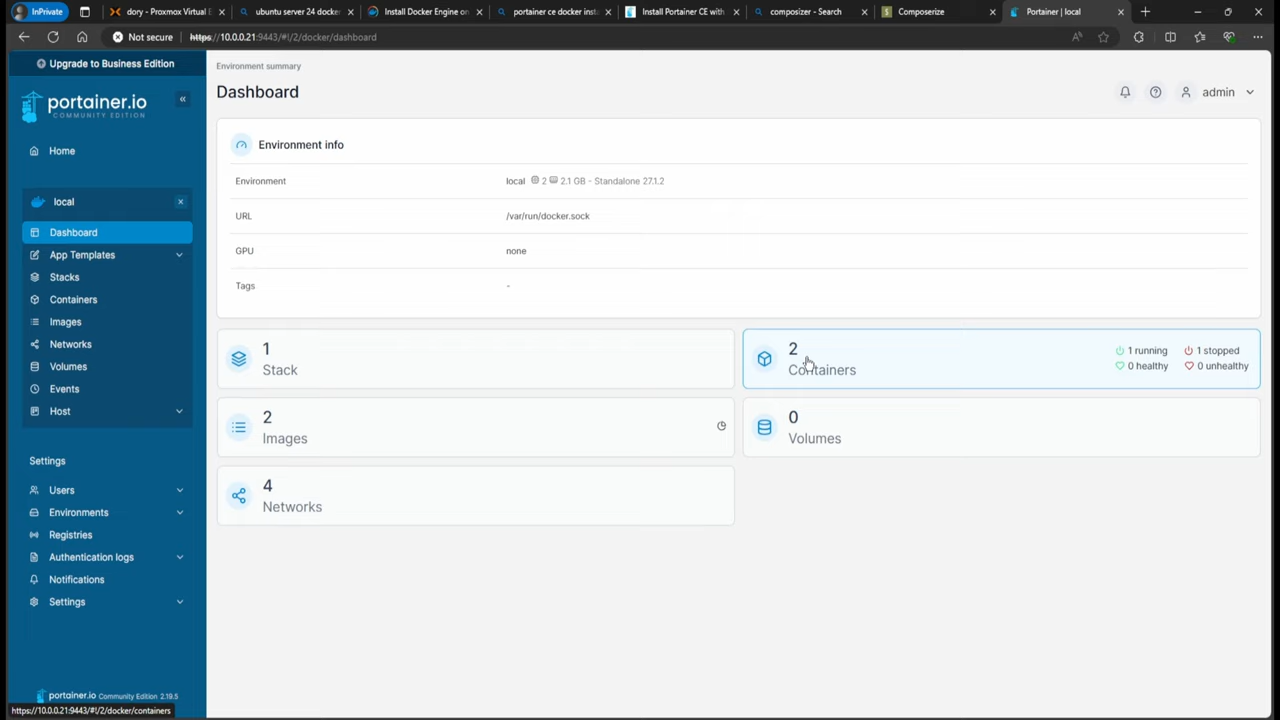 InPrivate
dory - Proxmox Virtual E
ubuntu server 24 docker
Install Docker Engine on
portainer ce docker inst
Install Portainer CE with
composizer - Search
Composerize
Portainer | local
Not secure
https://10.0.0.21:9443/#!/2/docker/dashboard
Upgrade to Business Edition
portainer.io
COMMUNITY EDITION
Home
local
Dashboard
App Templates
Stacks
Containers
Images
Networks
Volumes
Events
Host
Settings
Users
Environments
Registries
Authentication logs
Notifications
Settings
portainer.io Community Edition 2.19.5
https://10.0.0.21:9443/#!/2/docker/containers
Environment summary
Dashboard
admin
Environment info
Environment local 2 2.1 GB - Standalone 27.1.2
URL /var/run/docker.sock
GPU none
Tags -
1
Stack
2
Containers
1 running 1 stopped
0 healthy 0 unhealthy
2
Images
0
Volumes
4
Networks